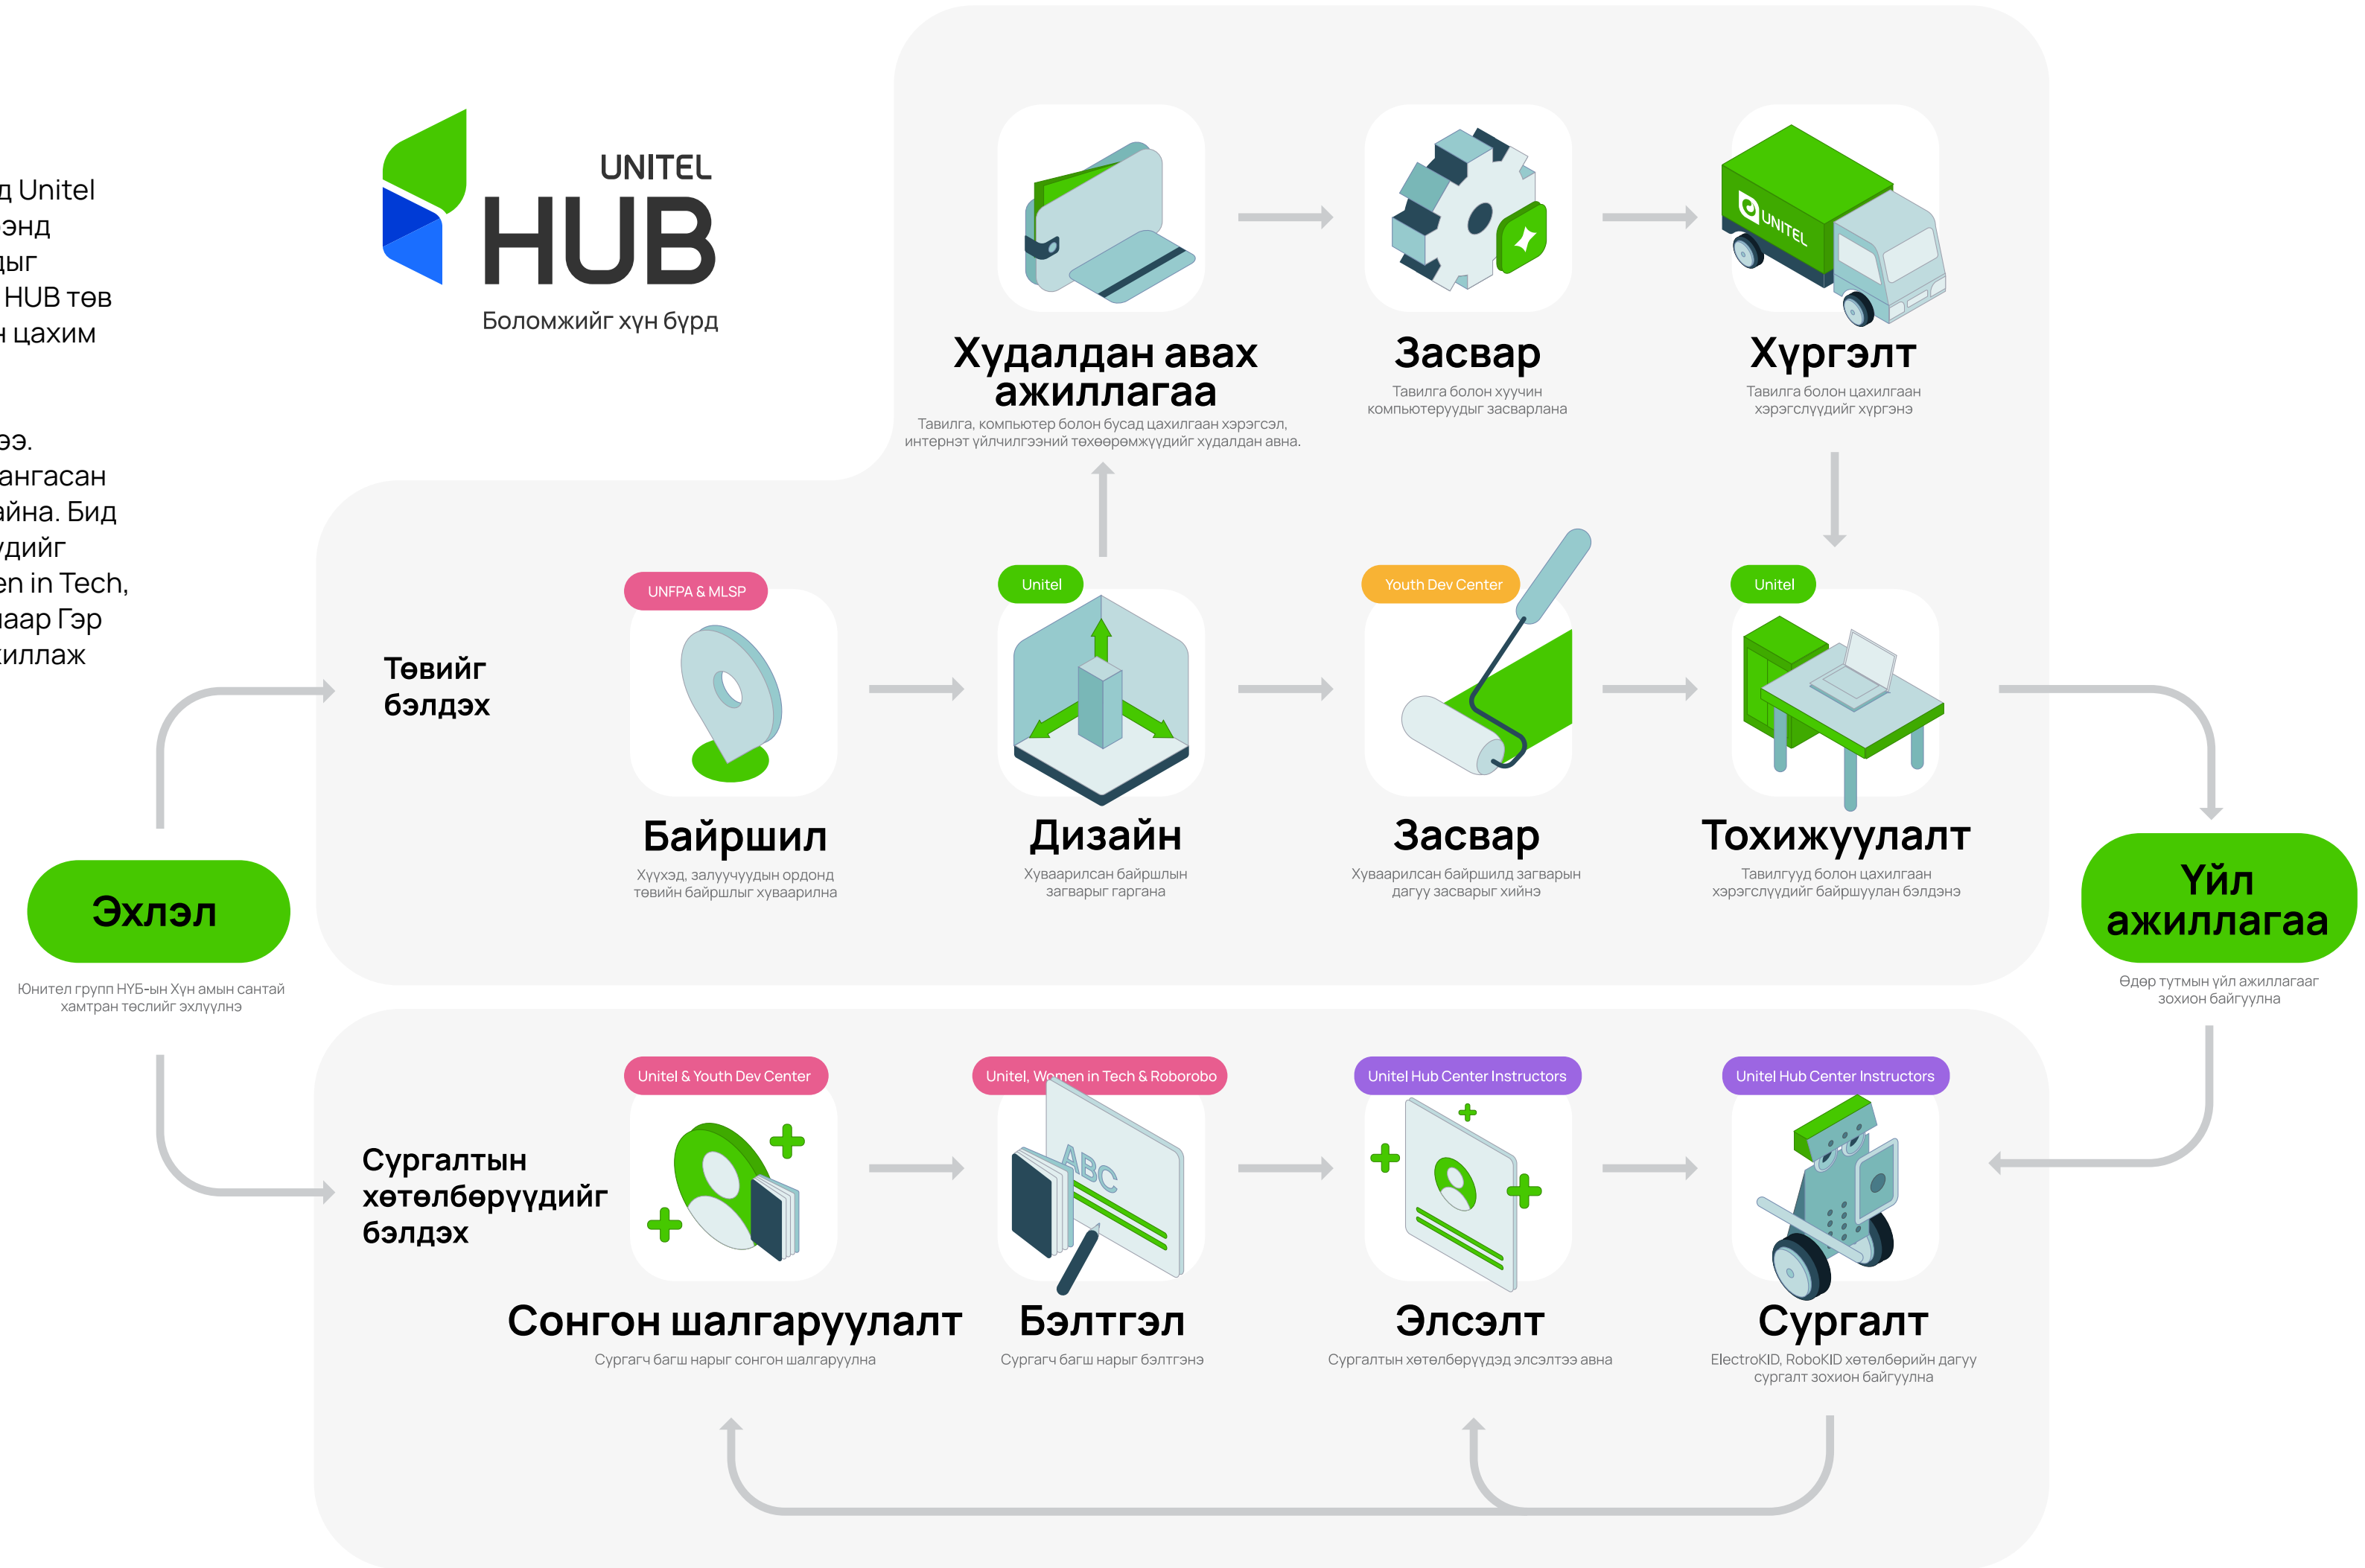 д Unitel
энд
дыг
HUB төв
н цахим
ээ.
ангасан
айна. Бид
үдийг
en in Tech,
лаар Гэр
иллаж
UNITEL
HUB
Боломжийг хүн бүрд
UNITEL
Худалдан авах
ажиллагаа
Тавилга, компьютер болон бусад цахилгаан хэрэгсэл,
интернэт үйлчилгээний төхөөрөмжүүдийг худалдан авна.
Засвар
Тавилга болон хуучин
компьютеруудыг засварлана
Хүргэлт
Тавилга болон цахилгаан
хэрэгслүүдийг хүргэнэ
Төвийг
бэлдэх
UNFPA & MLSP
Байршил
Хүүхэд, залуучуудын ордонд
төвийн байршлыг хуваарилна
Unitel
Дизайн
Хуваарилсан байршлын
загварыг гаргана
Youth Dev Center
Засвар
Хуваарилсан байршилд загварын
дагуу засварыг хийнэ
Unitel
Тохижуулалт
Тавилгууд болон цахилгаан
хэрэгслүүдийг байршуулан бэлдэнэ
Эхлэл
Юнител групп НҮБ-ын Хүн амын сантай
хамтран төслийг эхлүүлнэ
Үйл
ажиллагаа
Өдөр тутмын үйл ажиллагааг
зохион байгуулна
Сургалтын
хөтөлбөрүүдийг
бэлдэх
Unitel & Youth Dev Center
Сонгон шалгаруулалт
Сургагч багш нарыг сонгон шалгаруулна
Unitel, Women in Tech & Roborobo
ABC
Бэлтгэл
Сургагч багш нарыг бэлтгэнэ
Unitel Hub Center Instructors
Элсэлт
Сургалтын хөтөлбөрүүдэд элсэлтээ авна
Unitel Hub Center Instructors
Сургалт
ElectroKID, RoboKID хөтөлбөрийн дагуу
сургалт зохион байгуулна